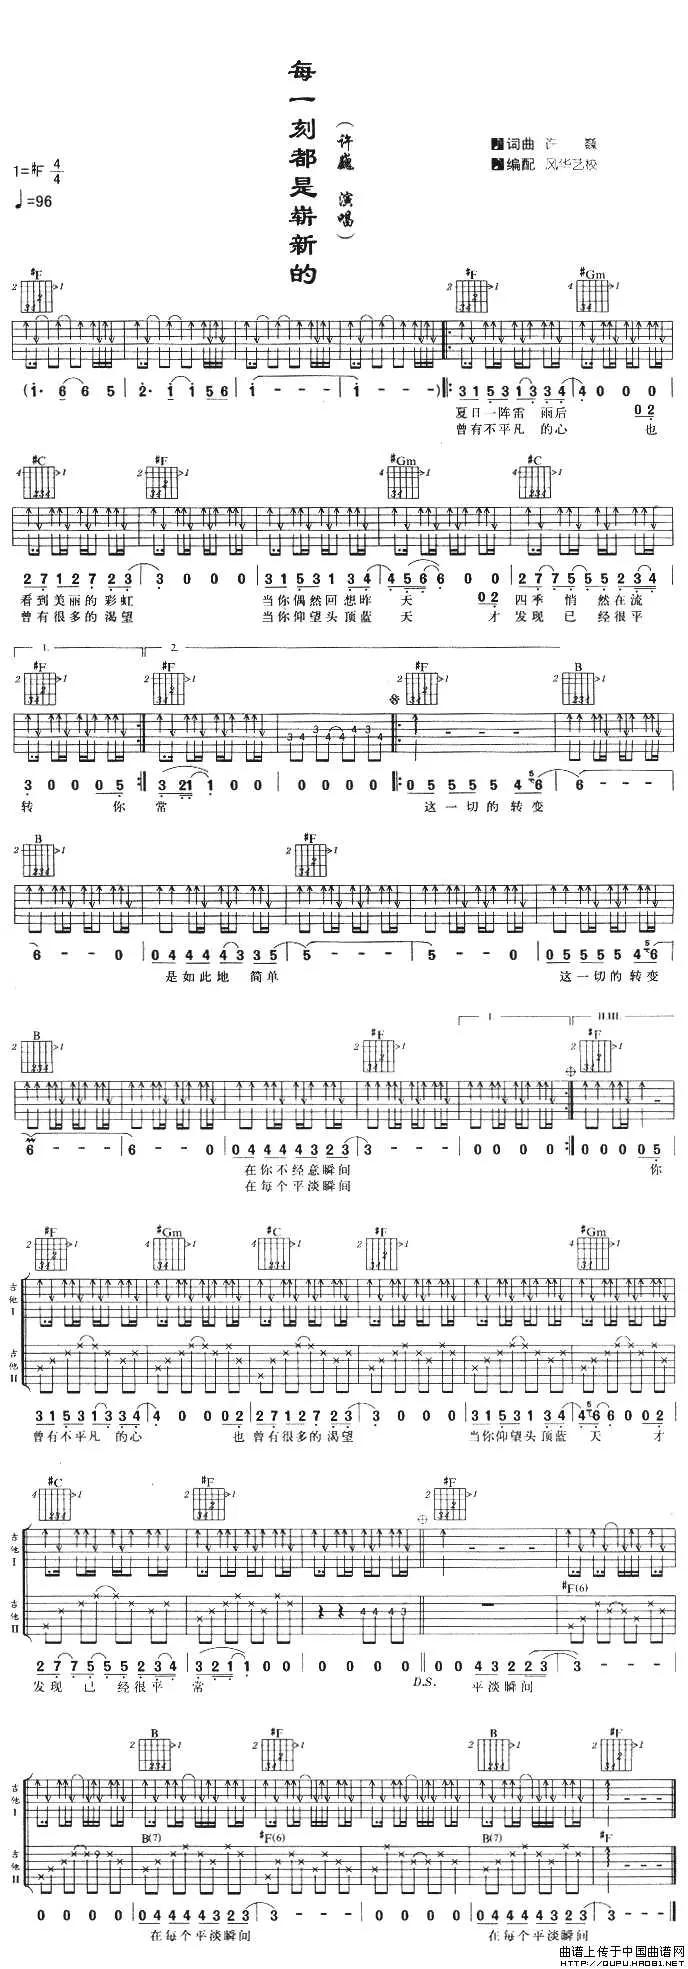 每一刻都是崭新的
(许巍 演唱)
词曲 许 巍
编配 风华艺校
1=#F 4/4
♩=96
#F #F #Gm
(1· 6 6 5 | 2· 1 1 5 6 | 1 - - - | 1 - - -) 3 1 5 3 1 3 3 4 | 4 0 0 0
夏日一阵雷 雨后 0 2
曾有不平凡 的心 也
#C #F #Gm #C
2 7 1 2 7 2 3 | 3 0 0 0 | 3 1 5 1 3 1 3 4 | 4 5 6 6 0 0 | 2 7 7 5 5 2 3 4
看到美丽的彩虹 当你偶然回想昨 天 0 2 四季 悄 然在流
曾有很多的渴望 当你仰望头顶蓝 天 才 发现 已 经很平
1. 2.
#F #F #F B
3 0 0 0 5 | 3 2 1 1 0 0 | 0 0 0 0 | 0 5 5 5 5 4 6 | 6 - - -
转 你 常 这一切的转变
B #F
6 - - 0 | 0 4 4 4 4 4 3 3 5 | 5 - - - | 5 - - 0 | 0 5 5 5 5 4 6
是如此地 简单 这一切的转变
I. II.III.
B #F #F
6 - - - | 6 - - 0 | 0 4 4 4 4 3 2 3 | 3 - - - | 0 0 0 0 | 0 0 0 0 5
在你不经意瞬间 你
在每个平淡瞬间
#F #Gm #C #F #Gm
吉他 I
吉他 II
3 1 5 3 1 3 3 4 | 4 0 0 0 2 | 2 7 1 2 7 2 3 | 3 0 0 0 | 3 1 5 1 3 1 3 4 | 4 6 6 0 0 2
曾有不平凡 的心 也曾有很多的渴望 当你仰望头顶蓝 天 才
#C #F #F
吉他 I
吉他 II
#F(6)
2 7 7 5 5 5 2 3 4 | 3 2 1 1 0 0 | 0 0 0 0 | 0 0 4 3 2 2 3 | 3 - - -
发现 已 经很平 常 D.S. 平淡瞬间
B #F B #F
吉他 I
吉他 II
B(7) #F(6) B(7) #F
0 0 0 0 | 0 4 4 4 4 3 2 3 | 3 0 0 0 | 0 0 0 0 | 0 4 4 4 4 3 2 3 | 3 - - -
在每个平淡瞬间 在每个平淡瞬间
曲谱上传于中国曲谱网
HTTP://QUPU.HAO81.NET